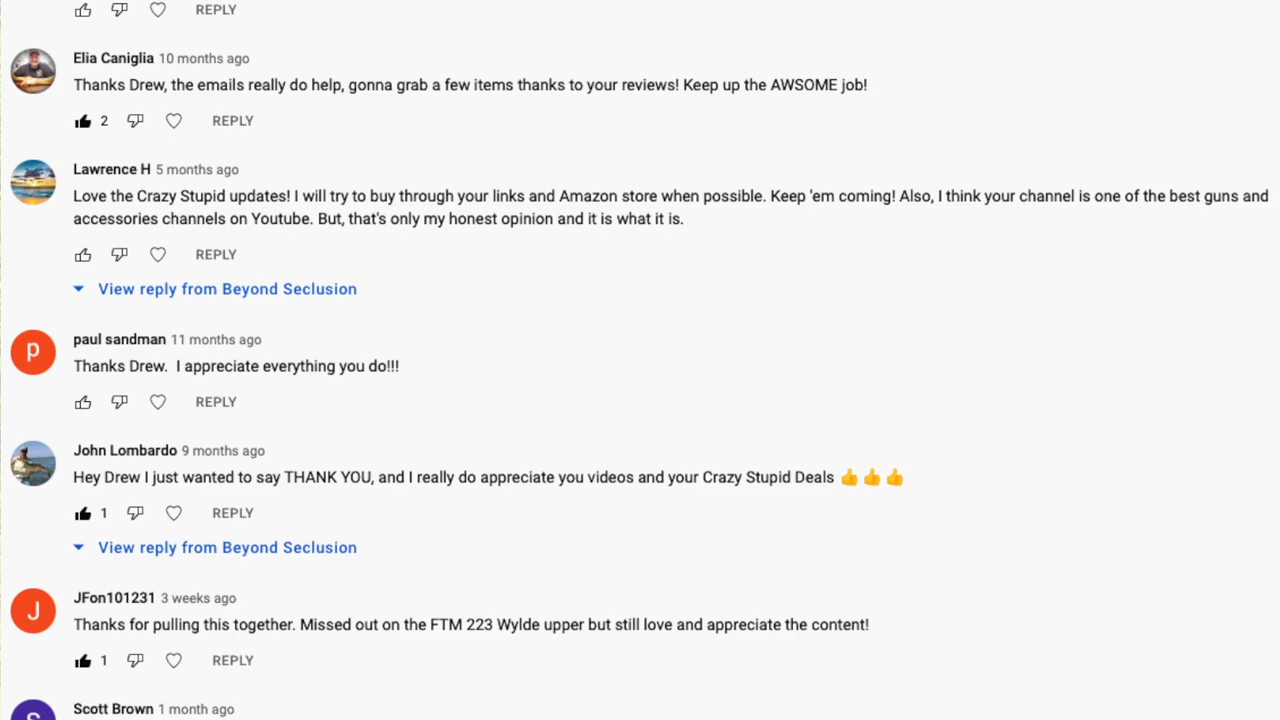 REPLY
Elia Caniglia 10 months ago
Thanks Drew, the emails really do help, gonna grab a few items thanks to your reviews! Keep up the AWSOME job!
2 REPLY
Lawrence H 5 months ago
Love the Crazy Stupid updates! I will try to buy through your links and Amazon store when possible. Keep 'em coming! Also, I think your channel is one of the best guns and
accessories channels on Youtube. But, that's only my honest opinion and it is what it is.
REPLY
View reply from Beyond Seclusion
p
paul sandman 11 months ago
Thanks Drew.  I appreciate everything you do!!!
REPLY
John Lombardo 9 months ago
Hey Drew I just wanted to say THANK YOU, and I really do appreciate you videos and your Crazy Stupid Deals 👍👍👍
1 REPLY
View reply from Beyond Seclusion
J
JFon101231 3 weeks ago
Thanks for pulling this together. Missed out on the FTM 223 Wylde upper but still love and appreciate the content!
1 REPLY
S
Scott Brown 1 month ago